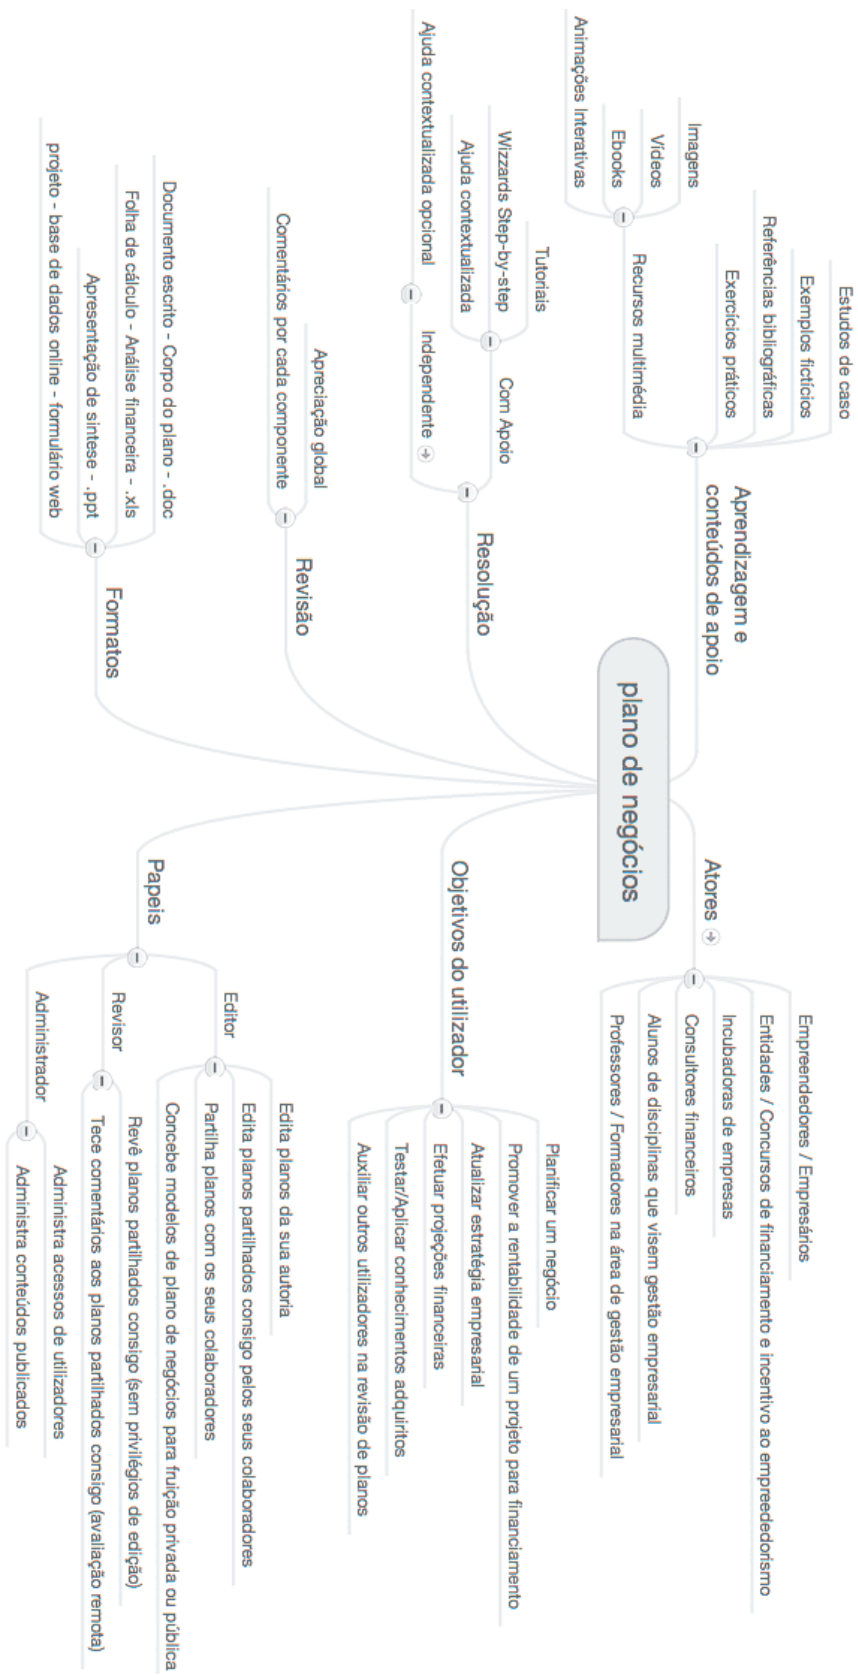 plano de negócios
Aprendizagem e
conteúdos de apoio
Estudos de caso
Exemplos fictícios
Referências bibliográficas
Exercícios práticos
Recursos multimédia
Imagens
Vídeos
Ebooks
Animações Interativas
Resolução
Com Apoio
Tutoriais
Wizzards Step-by-step
Ajuda contextualizada
Independente
Ajuda contextualizada opcional
Revisão
Apreciação global
Comentários por cada componente
Formatos
Documento escrito - Corpo do plano - .doc
Folha de cálculo - Análise financeira - .xls
Apresentação de sintese - .ppt
projeto - base de dados online - formulário web
Atores
Empreendedores / Empresários
Entidades / Concursos de financiamento e incentivo ao empreededorismo
Incubadoras de empresas
Consultores financeiros
Alunos de disciplinas que visem gestão empresarial
Professores / Formadores na área de gestão empresarial
Objetivos do utilizador
Planificar um negócio
Promover a rentabilidade de um projeto para financiamento
Atualizar estratégia empresarial
Efetuar projeções financeiras
Testar/Aplicar conhecimentos adquiritos
Auxiliar outros utilizadores na revisão de planos
Papeis
Editor
Edita planos da sua autoria
Edita planos partilhados consigo pelos seus colaboradores
Partilha planos com os seus colaboradores
Concebe modelos de plano de negócios para fruição privada ou pública
Revisor
Revê planos partilhados consigo (sem privilégios de edição)
Tece comentários aos planos partilhados consigo (avaliação remota)
Administrador
Administra acessos de utilizadores
Administra conteúdos publicados